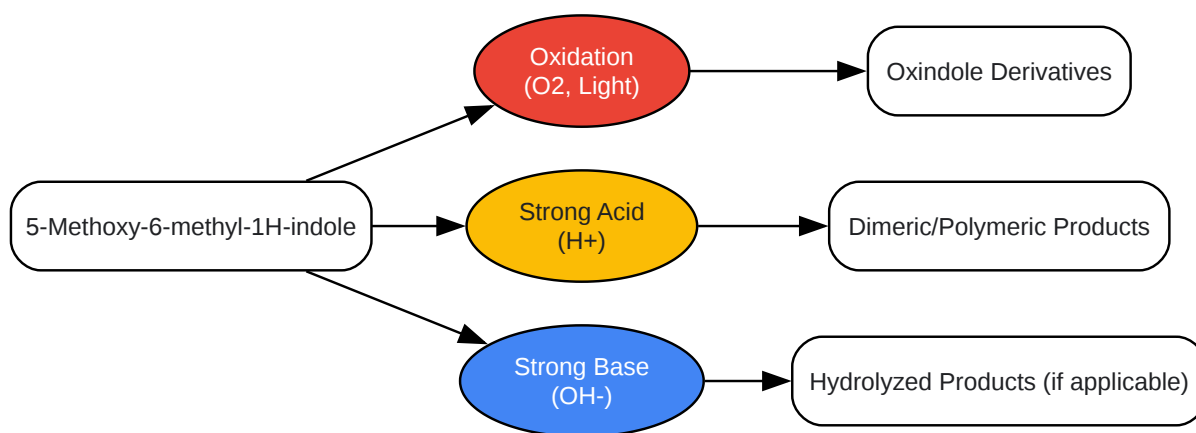 Oxidation
(O2, Light)
Oxindole Derivatives
5-Methoxy-6-methyl-1H-indole
Strong Acid
(H+)
Dimeric/Polymeric Products
Strong Base
(OH-)
Hydrolyzed Products (if applicable)